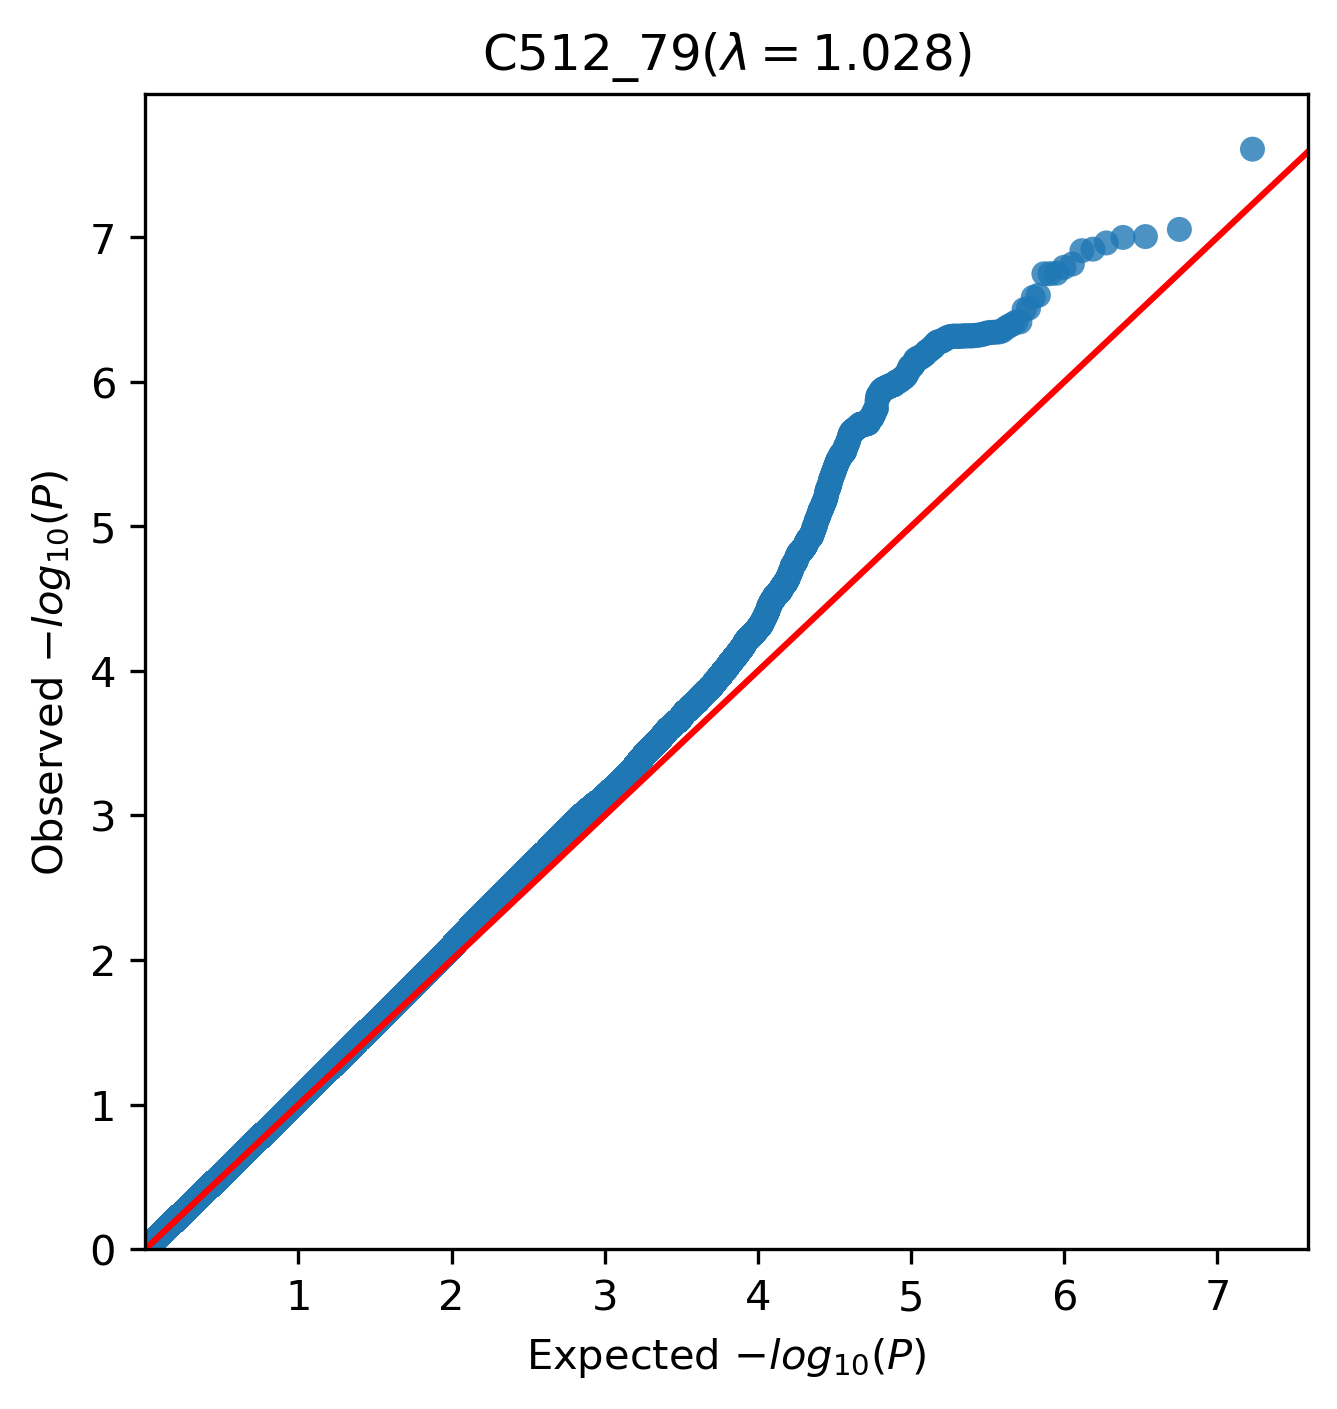 C512_79(λ = 1.028)
Observed −log₁₀(P)
7
6
5
4
3
2
1
0
1 2 3 4 5 6 7
Expected −log₁₀(P)